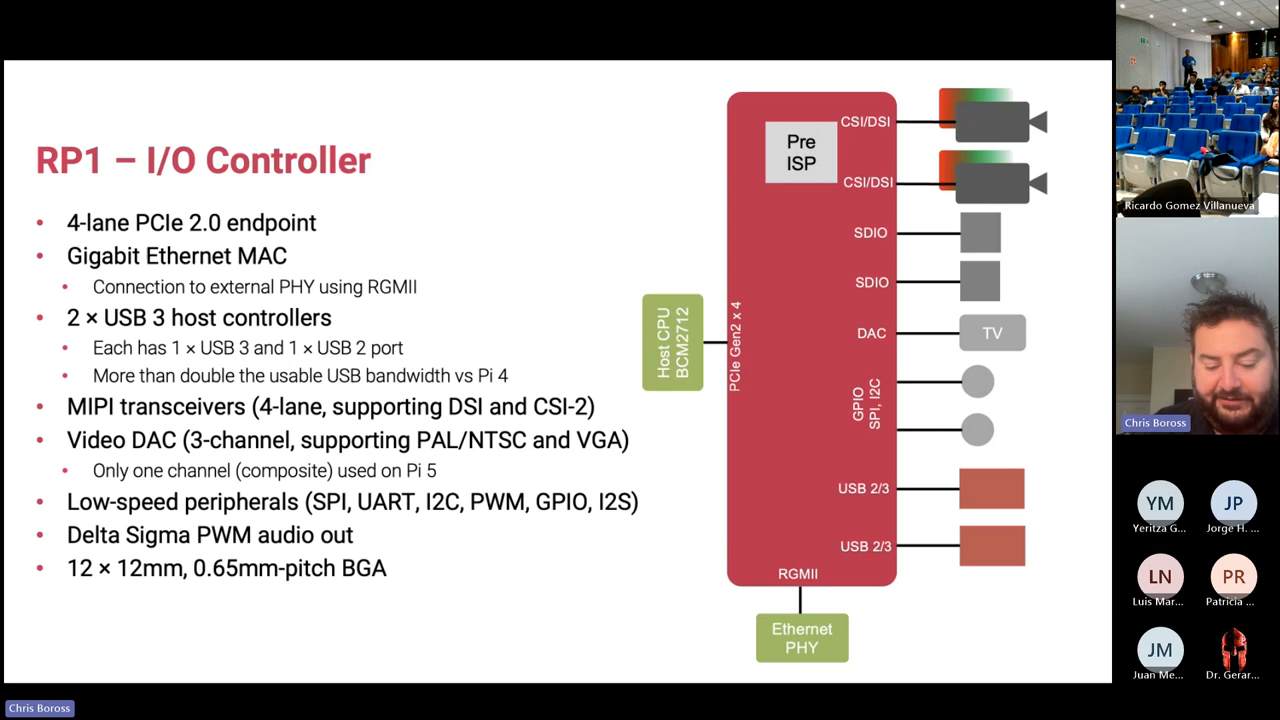 RP1 – I/O Controller
• 4-lane PCIe 2.0 endpoint
• Gigabit Ethernet MAC
• Connection to external PHY using RGMII
• 2 × USB 3 host controllers
• Each has 1 × USB 3 and 1 × USB 2 port
• More than double the usable USB bandwidth vs Pi 4
• MIPI transceivers (4-lane, supporting DSI and CSI-2)
• Video DAC (3-channel, supporting PAL/NTSC and VGA)
• Only one channel (composite) used on Pi 5
• Low-speed peripherals (SPI, UART, I2C, PWM, GPIO, I2S)
• Delta Sigma PWM audio out
• 12 × 12mm, 0.65mm-pitch BGA
Host CPU
BCM2712
PCIe Gen2 x 4
Pre
ISP
CSI/DSI
CSI/DSI
SDIO
SDIO
DAC
TV
GPIO
SPI, I2C
USB 2/3
USB 2/3
RGMII
Ethernet
PHY
Ricardo Gomez Villanueva
Chris Boross
YM
Yeritza G...
JP
Jorge H. ...
LN
Luis Mar...
PR
Patricia ...
JM
Juan Me...
Dr. Gerar...
Chris Boross